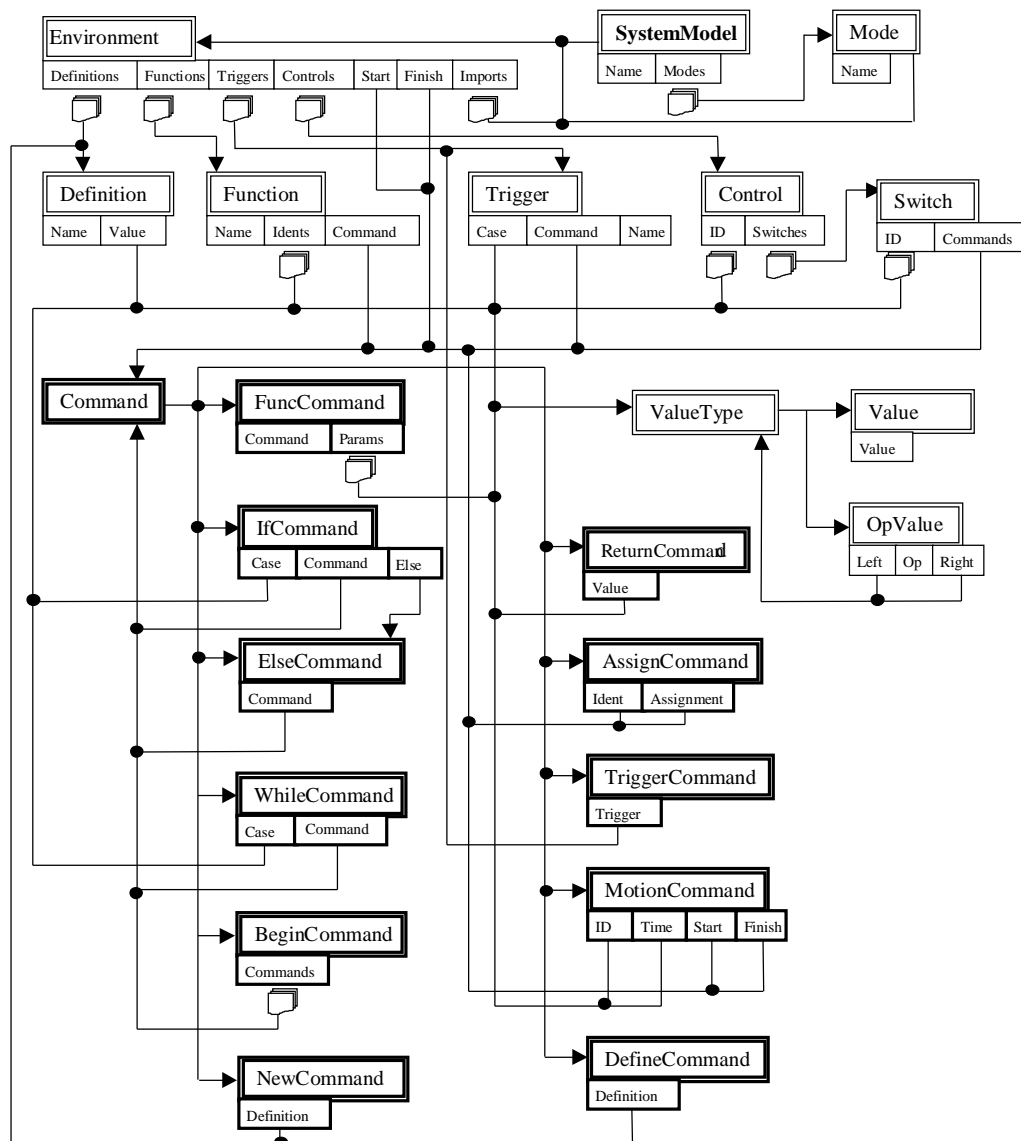 Environment
SystemModel
Mode
Definitions Functions Triggers Controls Start Finish Imports
Name Modes
Name
Definition
Function
Trigger
Control
Switch
Name Value
Name Idents Command
Case Command Name
ID Switches
ID Commands
Command
FuncCommand
ValueType
Value
Command Params
Value
IfCommand
OpValue
Case Command Else
ReturnCommand
Left Op Right
Value
ElseCommand
AssignCommand
Command
Ident Assignment
WhileCommand
TriggerCommand
Case Command
Trigger
MotionCommand
BeginCommand
ID Time Start Finish
Commands
NewCommand
DefineCommand
Definition
Definition